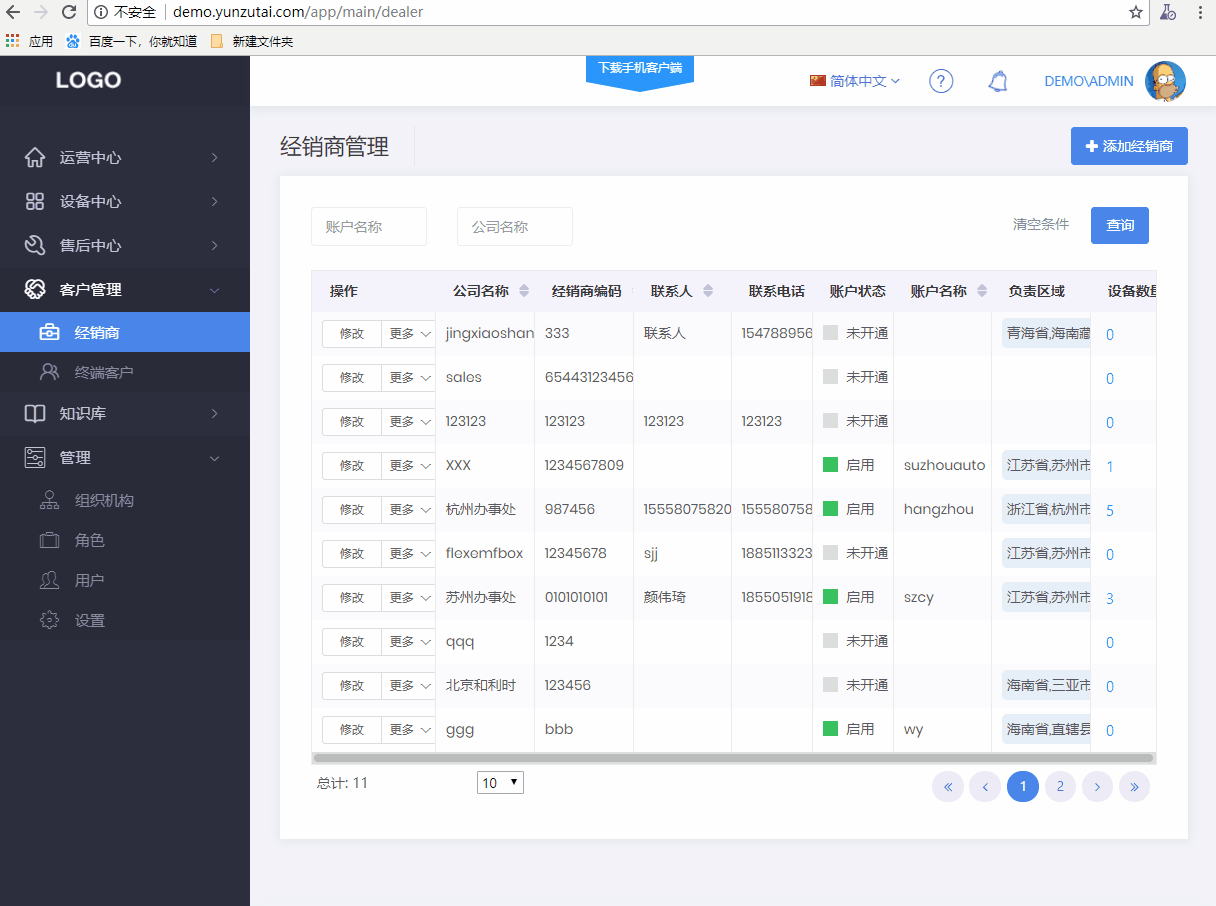 不安全 demo.yunzutai.com/app/main/dealer
应用 百度一下，你就知道 新建文件夹
LOGO
下载手机客户端
简体中文 ? DEMO\ADMIN
运营中心
设备中心
售后中心
客户管理
经销商
终端客户
知识库
管理
组织机构
角色
用户
设置
经销商管理
添加经销商
账户名称 公司名称 清空条件 查询
操作 公司名称 经销商编码 联系人 联系电话 账户状态 账户名称 负责区域 设备数量
修改 更多 jingxiaoshan 333 联系人 154788956 未开通 青海省,海南藏 0
修改 更多 sales 65443123456 未开通 0
修改 更多 123123 123123 123123 123123 未开通 0
修改 更多 XXX 1234567809 启用 suzhouauto 江苏省,苏州市 1
修改 更多 杭州办事处 987456 15558075820 155580758 启用 hangzhou 浙江省,杭州市 5
修改 更多 flexemfbox 12345678 sjj 1885113323 未开通 江苏省,苏州市 0
修改 更多 苏州办事处 0101010101 颜伟琦 1855051918 启用 szcy 江苏省,苏州市 3
修改 更多 qqq 1234 未开通 0
修改 更多 北京和利时 123456 未开通 海南省,三亚市 0
修改 更多 ggg bbb 启用 wy 海南省,直辖县 0
总计: 11 10 « ‹ 1 2 › »